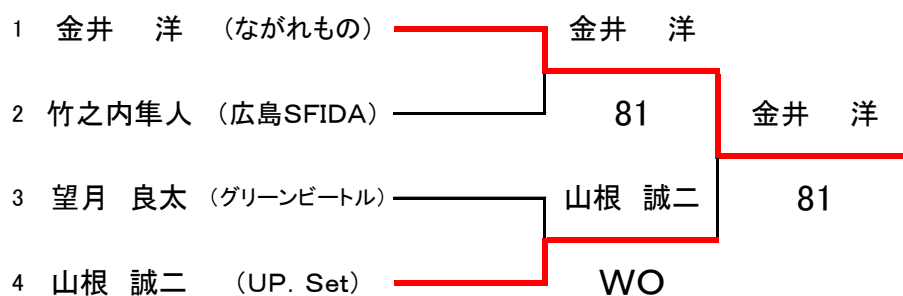 1 金井 洋 (ながれもの) 金井 洋
2 竹之内隼人 (広島SFIDA) 81 金井 洋
3 望月 良太 (グリーンビートル) 山根 誠二 81
4 山根 誠二 (UP. Set) WO